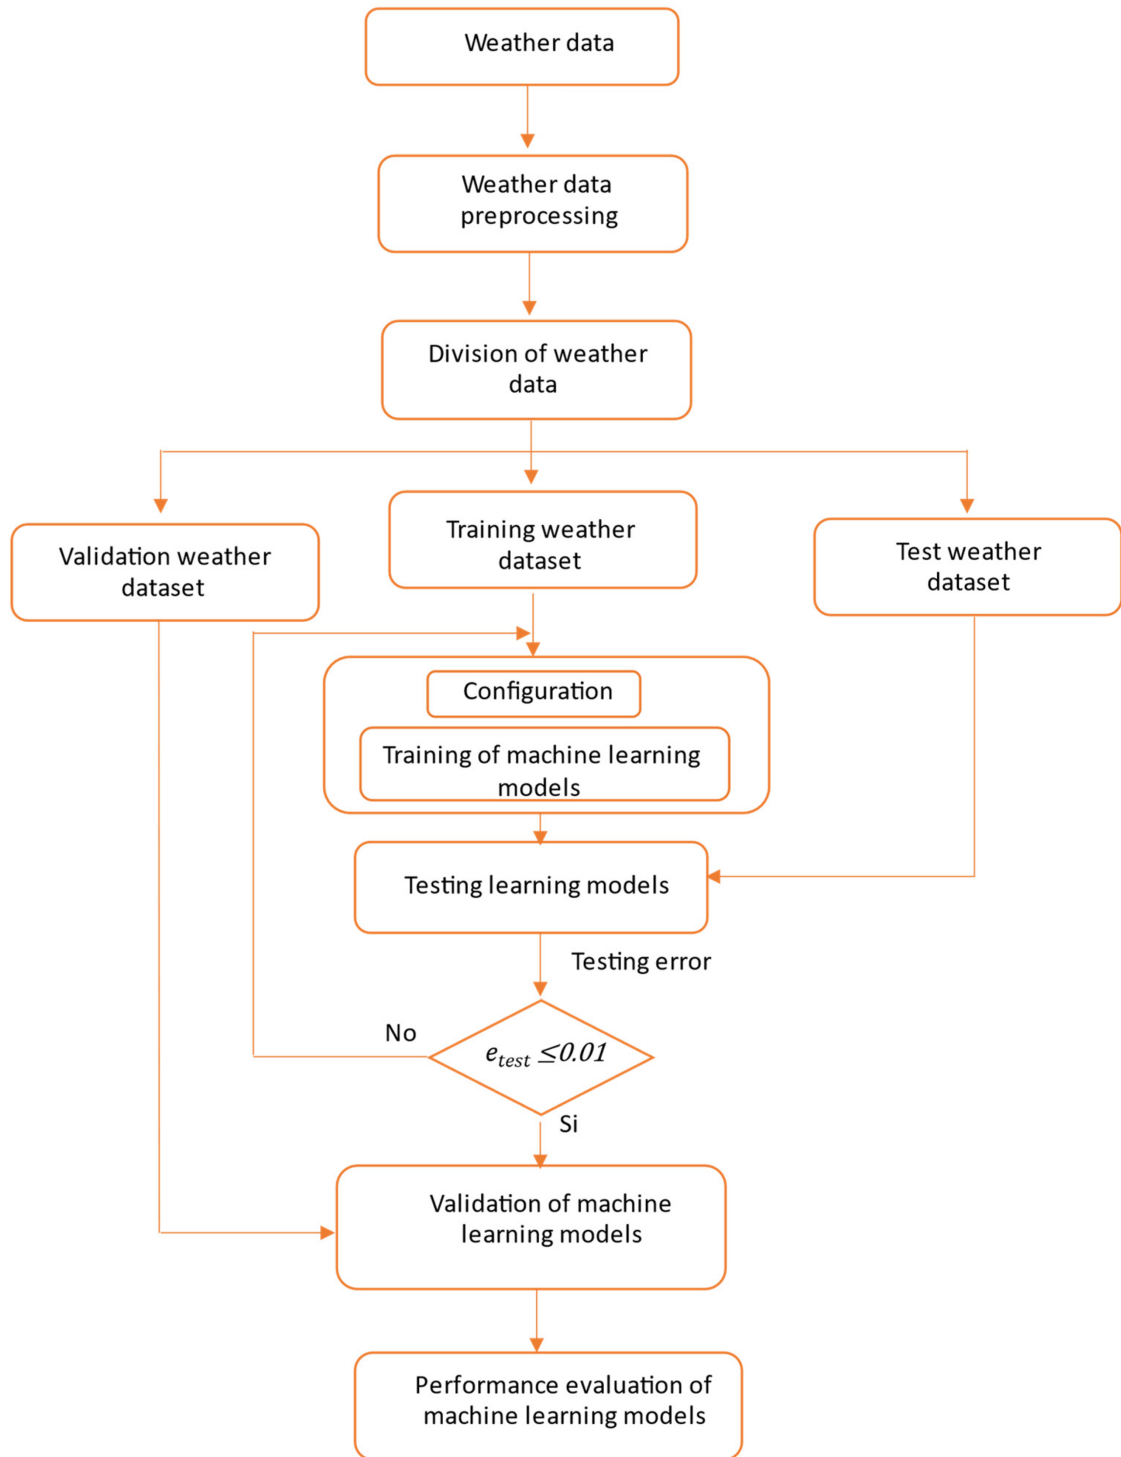 Weather data
Weather data
preprocessing
Division of weather
data
Validation weather
dataset
Training weather
dataset
Test weather
dataset
Configuration
Training of machine learning
models
Testing learning models
Testing error
No
e_test ≤0.01
Si
Validation of machine
learning models
Performance evaluation of
machine learning models